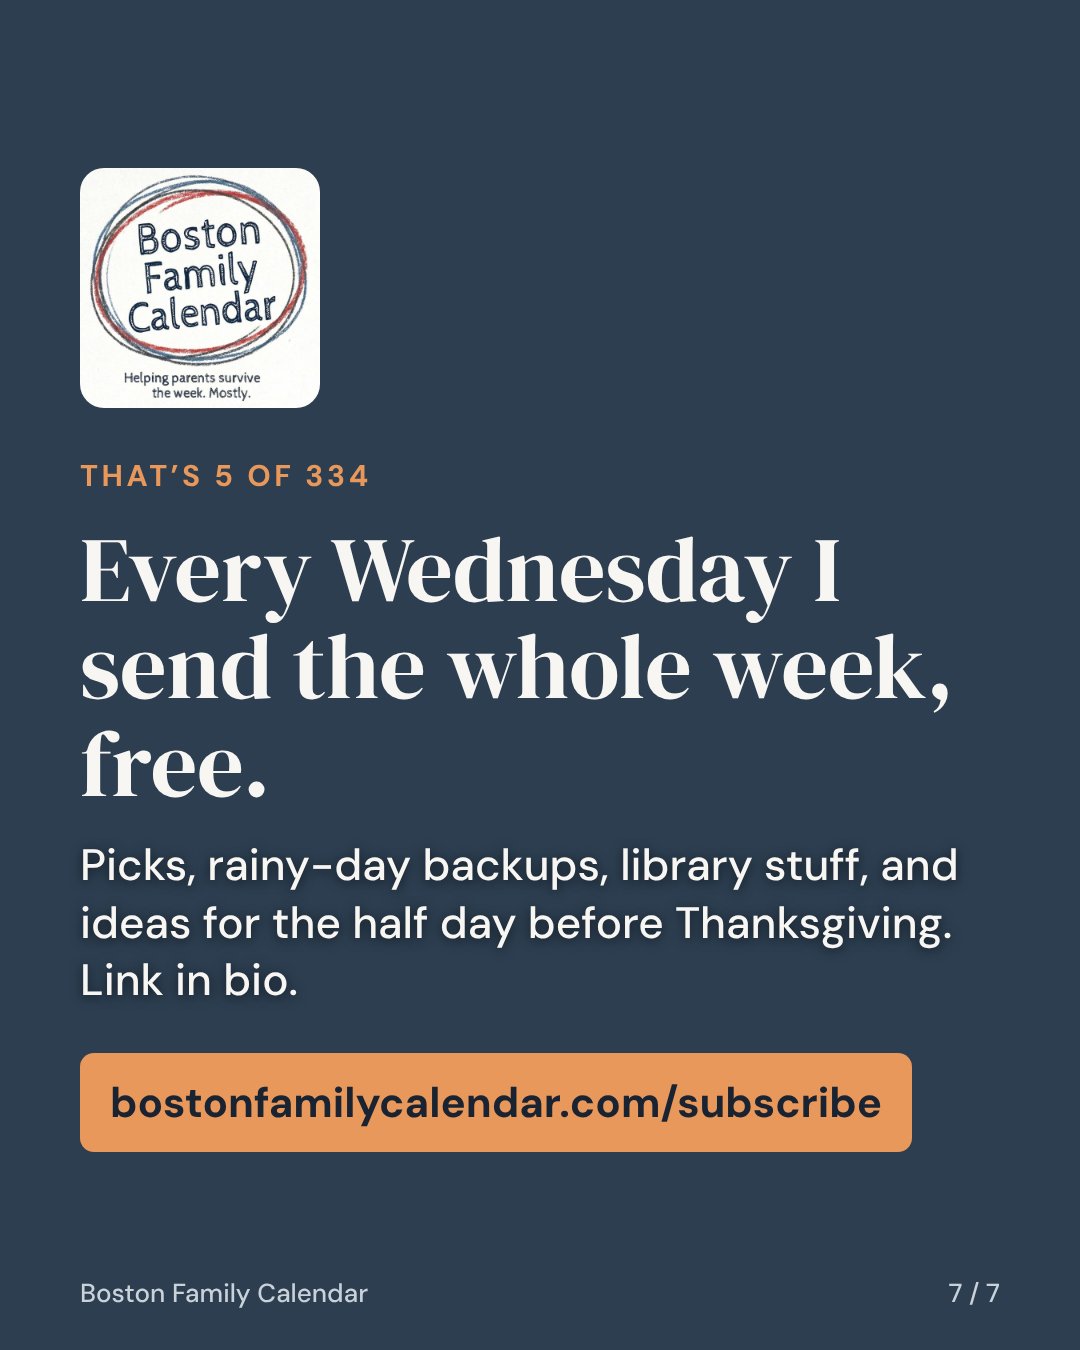 Boston
Family
Calendar
Helping parents survive
the week. Mostly.
THAT’S 5 OF 334
Every Wednesday I
send the whole week,
free.
Picks, rainy-day backups, library stuff, and
ideas for the half day before Thanksgiving.
Link in bio.
bostonfamilycalendar.com/subscribe
Boston Family Calendar
7 / 7